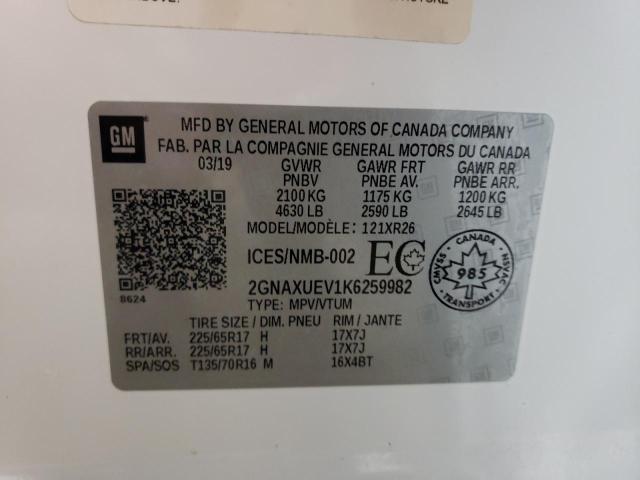 GM
MFD BY GENERAL MOTORS OF CANADA COMPANY
FAB. PAR LA COMPAGNIE GENERAL MOTORS DU CANADA
03/19 GVWR GAWR FRT GAWR RR
PNBV PNBE AV. PNBE ARR.
2100 KG 1175 KG 1200 KG
4630 LB 2590 LB 2645 LB
MODEL/MODÈLE: 121XR26
ICES/NMB-002 EC
CANADA
CMVSS 985 NSVAC
TRANSPORT
2GNAXUEV1K6259982
8624
TYPE: MPV/VTUM
TIRE SIZE / DIM. PNEU RIM / JANTE
FRT/AV. 225/65R17 H 17X7J
RR/ARR. 225/65R17 H 17X7J
SPA/SOS T135/70R16 M 16X4BT